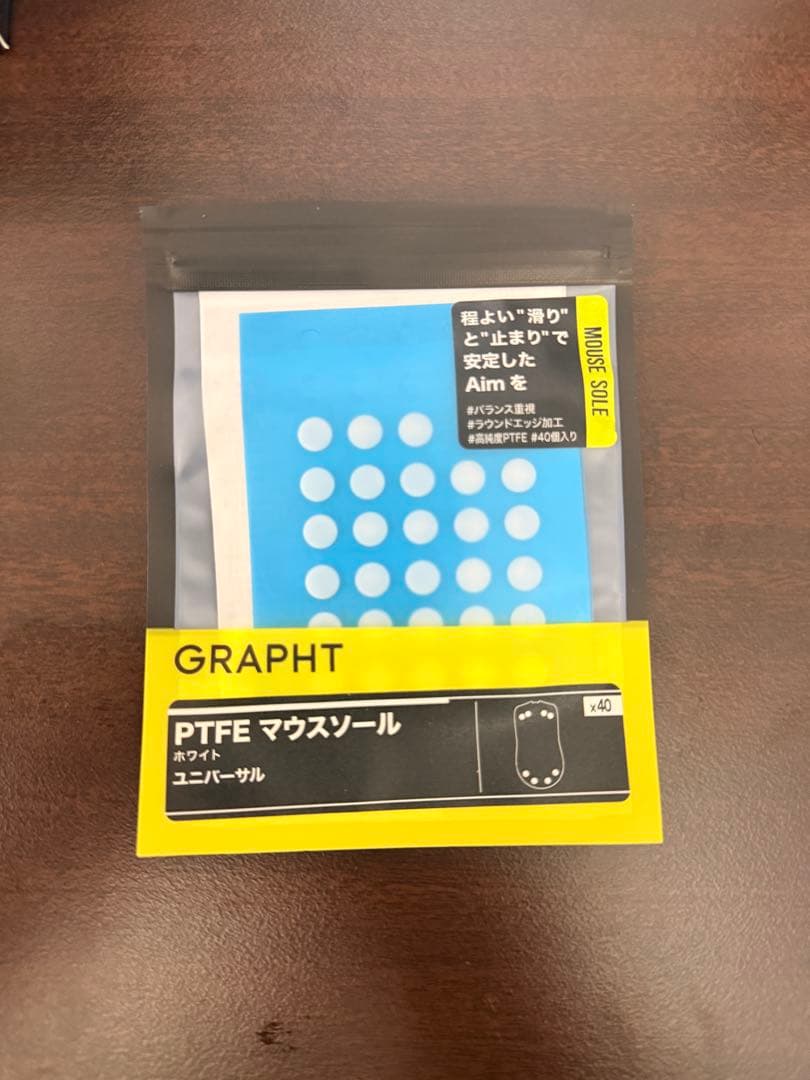 程よい"滑り"
と"止まり"で
安定した
Aim を
#バランス重視
#ラウンドエッジ加工
#高純度PTFE #40個入り
MOUSE SOLE
GRAPHT
PTFE マウスソール
ホワイト
ユニバーサル
x40